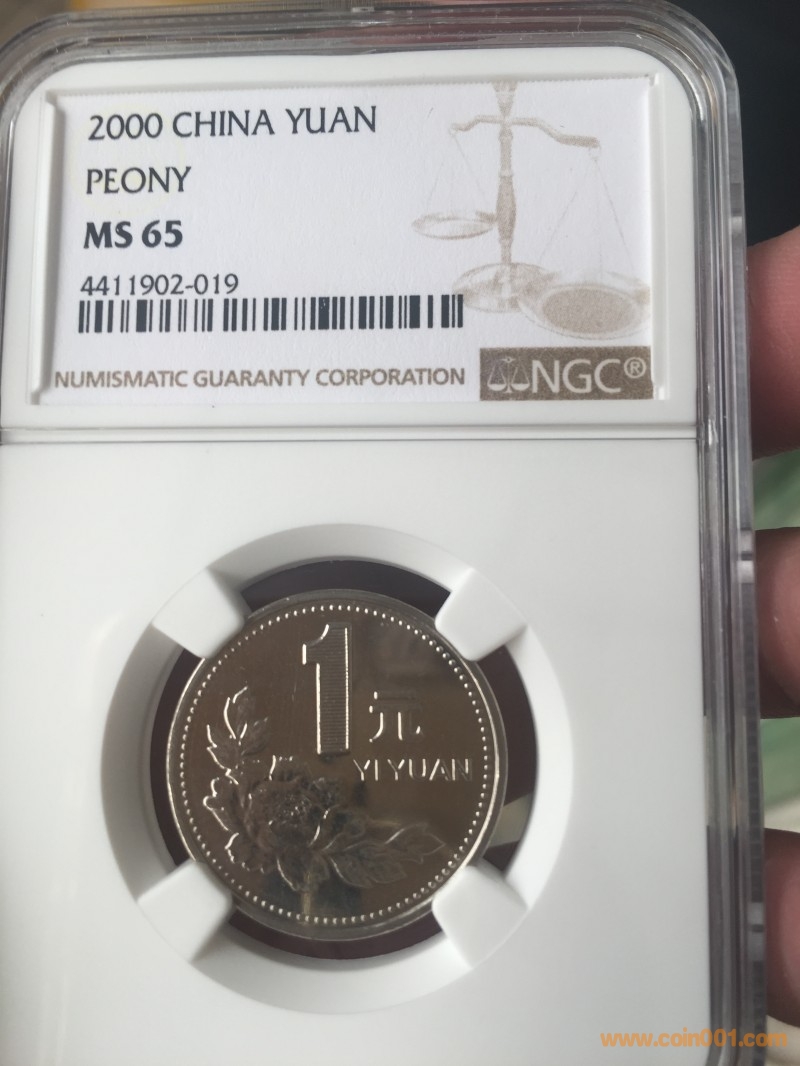 2000 CHINA YUAN
PEONY
MS 65
4411902-019
NUMISMATIC GUARANTY CORPORATION
NGC®
1
元
YI YUAN
www.coin001.com